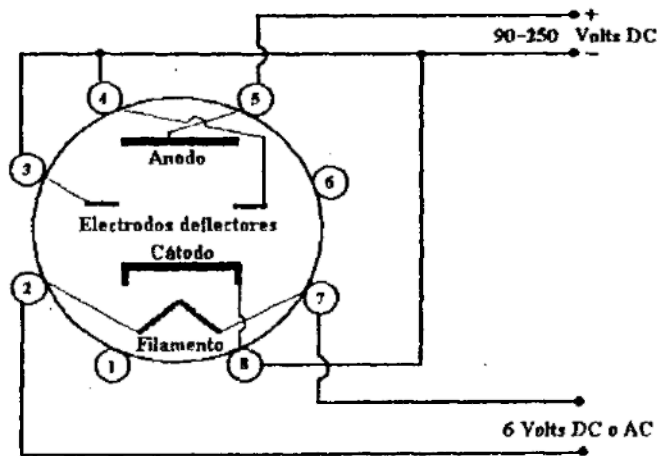 +
90-250 Volts DC
−
4
5
Anodo
3
6
Electrodos deflectores
Cátodo
2
7
Filamento
1
8
6 Volts DC o AC